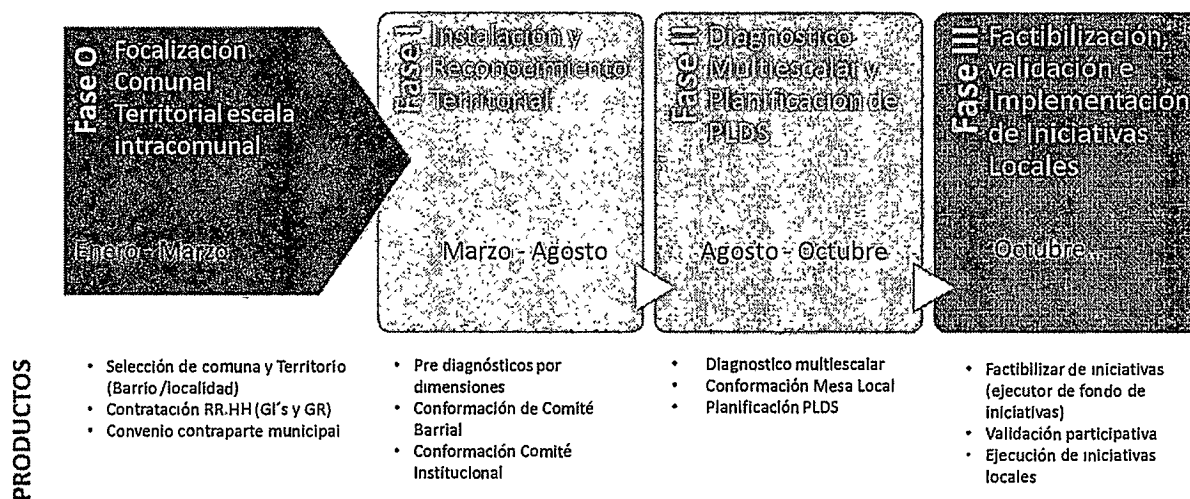 Fase 0
Focalización
Comunal
Territorial escala
intracomunal
Enero - Marzo
Fase I
Instalación y
Reconocimiento
Territorial
Marzo - Agosto
Fase II
Diagnostico
Multiescalar y
Planificación de
PLDS
Agosto - Octubre
Fase III
Factibilización,
validación e
Implementación
de Iniciativas
Locales
Octubre...
PRODUCTOS
• Selección de comuna y Territorio
(Barrio /localidad)
• Contratación RR.HH (GI´s y GR)
• Convenio contraparte municipal
• Pre diagnósticos por
dimensiones
• Conformación de Comité
Barrial
• Conformación Comité
Institucional
• Diagnostico multiescalar
• Conformación Mesa Local
• Planificación PLDS
• Factibilizar de iniciativas
(ejecutor de fondo de
iniciativas)
• Validación participativa
• Ejecución de iniciativas
locales